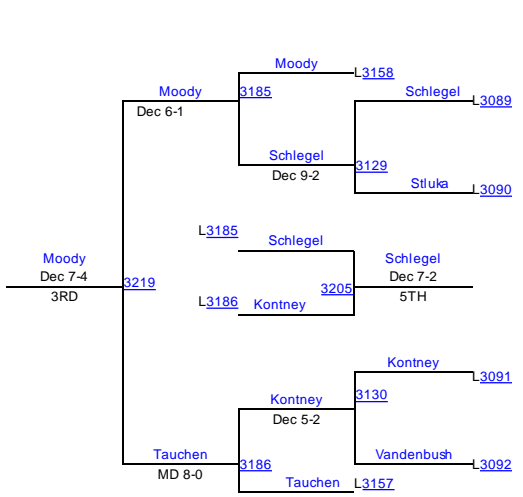 Moody
L3158
Moody
3185
Schlegel
L3089
Dec 6-1
Schlegel
3129
Dec 9-2
Stluka
L3090
L3185
Schlegel
Moody
Schlegel
Dec 7-4
3219
Dec 7-2
3RD
3205
5TH
L3186
Kontney
Kontney
L3091
Kontney
3130
Dec 5-2
Tauchen
3186
Vandenbush
L3092
MD 8-0
Tauchen
L3157